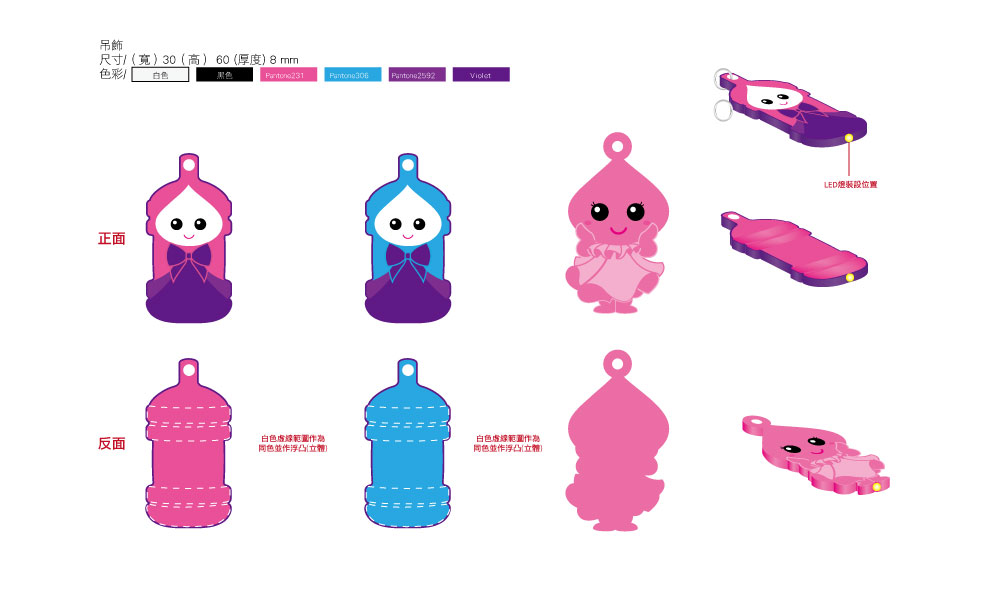 吊飾
尺寸/ ( 寬 ) 30 ( 高 ) 60 (厚度) 8 mm
色彩/ 白色 黑色 Pantone231 Pantone306 Pantone2592 Violet
LED燈裝設位置
正面
反面
白色虛線範圍作為
同色並作浮凸(立體)
白色虛線範圍作為
同色並作浮凸(立體)